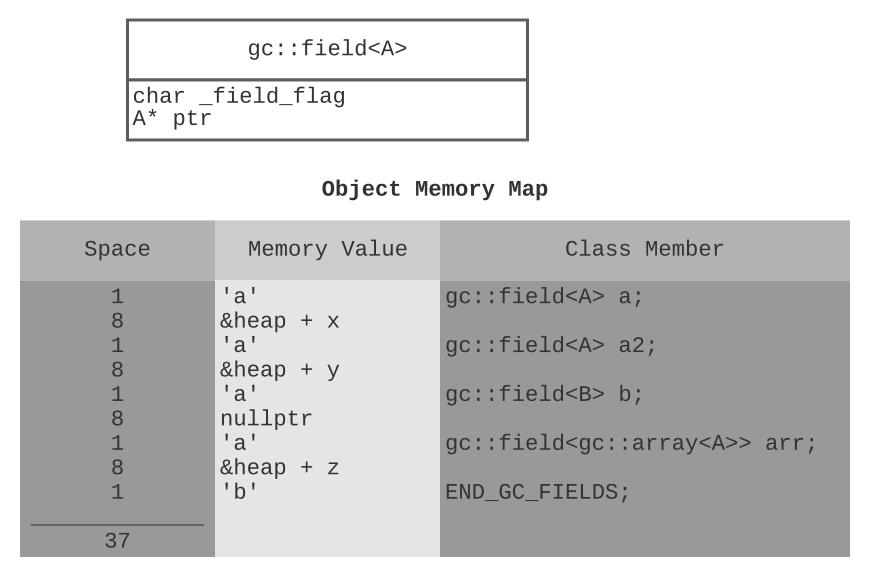 gc::field<A>
char _field_flag
A* ptr
Object Memory Map
Space Memory Value Class Member
1 'a' gc::field<A> a;
8 &heap + x
1 'a' gc::field<A> a2;
8 &heap + y
1 'a' gc::field<B> b;
8 nullptr
1 'a' gc::field<gc::array<A>> arr;
8 &heap + z
1 'b' END_GC_FIELDS;
37